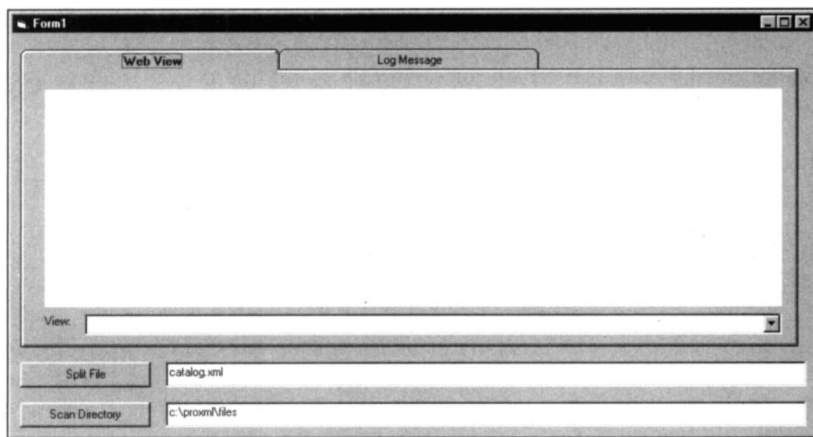 Form1
Web View
Log Message
View:
Split File
catalog.xml
Scan Directory
c:\proxml\files